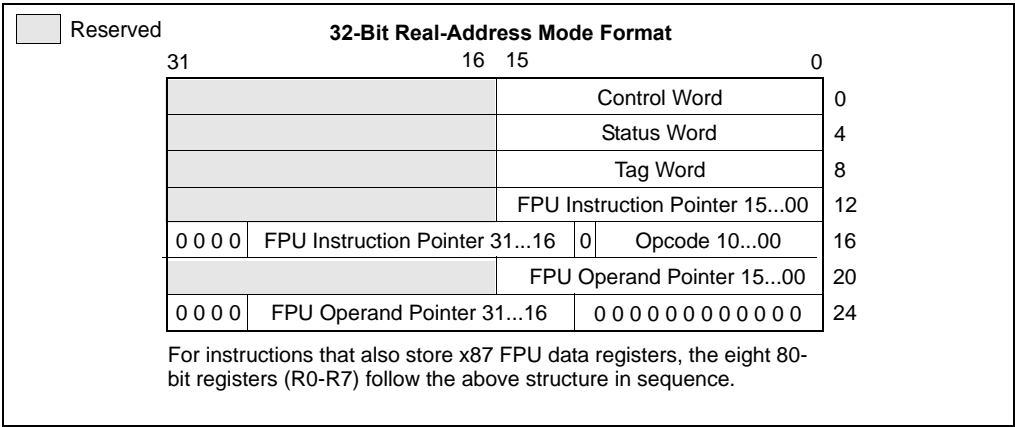 Reserved
32-Bit Real-Address Mode Format
31 16 15 0
Control Word 0
Status Word 4
Tag Word 8
FPU Instruction Pointer 15...00 12
0 0 0 0 FPU Instruction Pointer 31...16 0 Opcode 10...00 16
FPU Operand Pointer 15...00 20
0 0 0 0 FPU Operand Pointer 31...16 0 0 0 0 0 0 0 0 0 0 0 0 24
For instructions that also store x87 FPU data registers, the eight 80-
bit registers (R0-R7) follow the above structure in sequence.